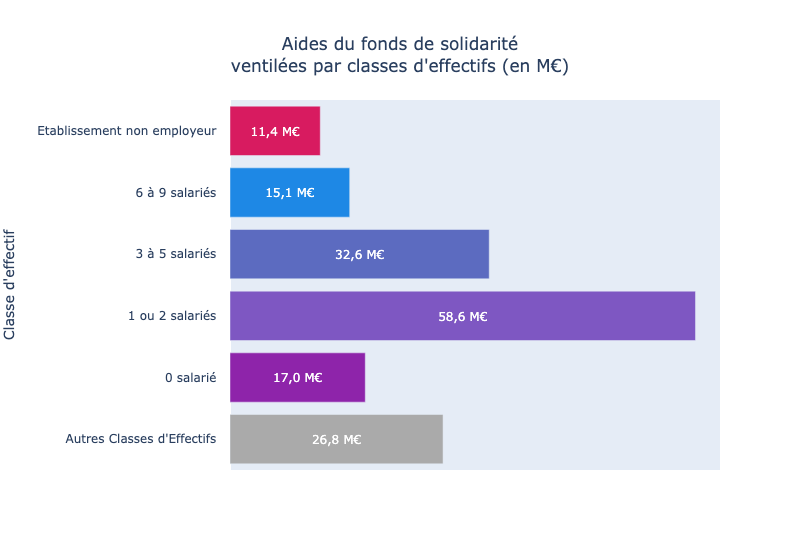 Aides du fonds de solidarité
ventilées par classes d'effectifs (en M€)
Classe d'effectif
Etablissement non employeur
11,4 M€
6 à 9 salariés
15,1 M€
3 à 5 salariés
32,6 M€
1 ou 2 salariés
58,6 M€
0 salarié
17,0 M€
Autres Classes d'Effectifs
26,8 M€